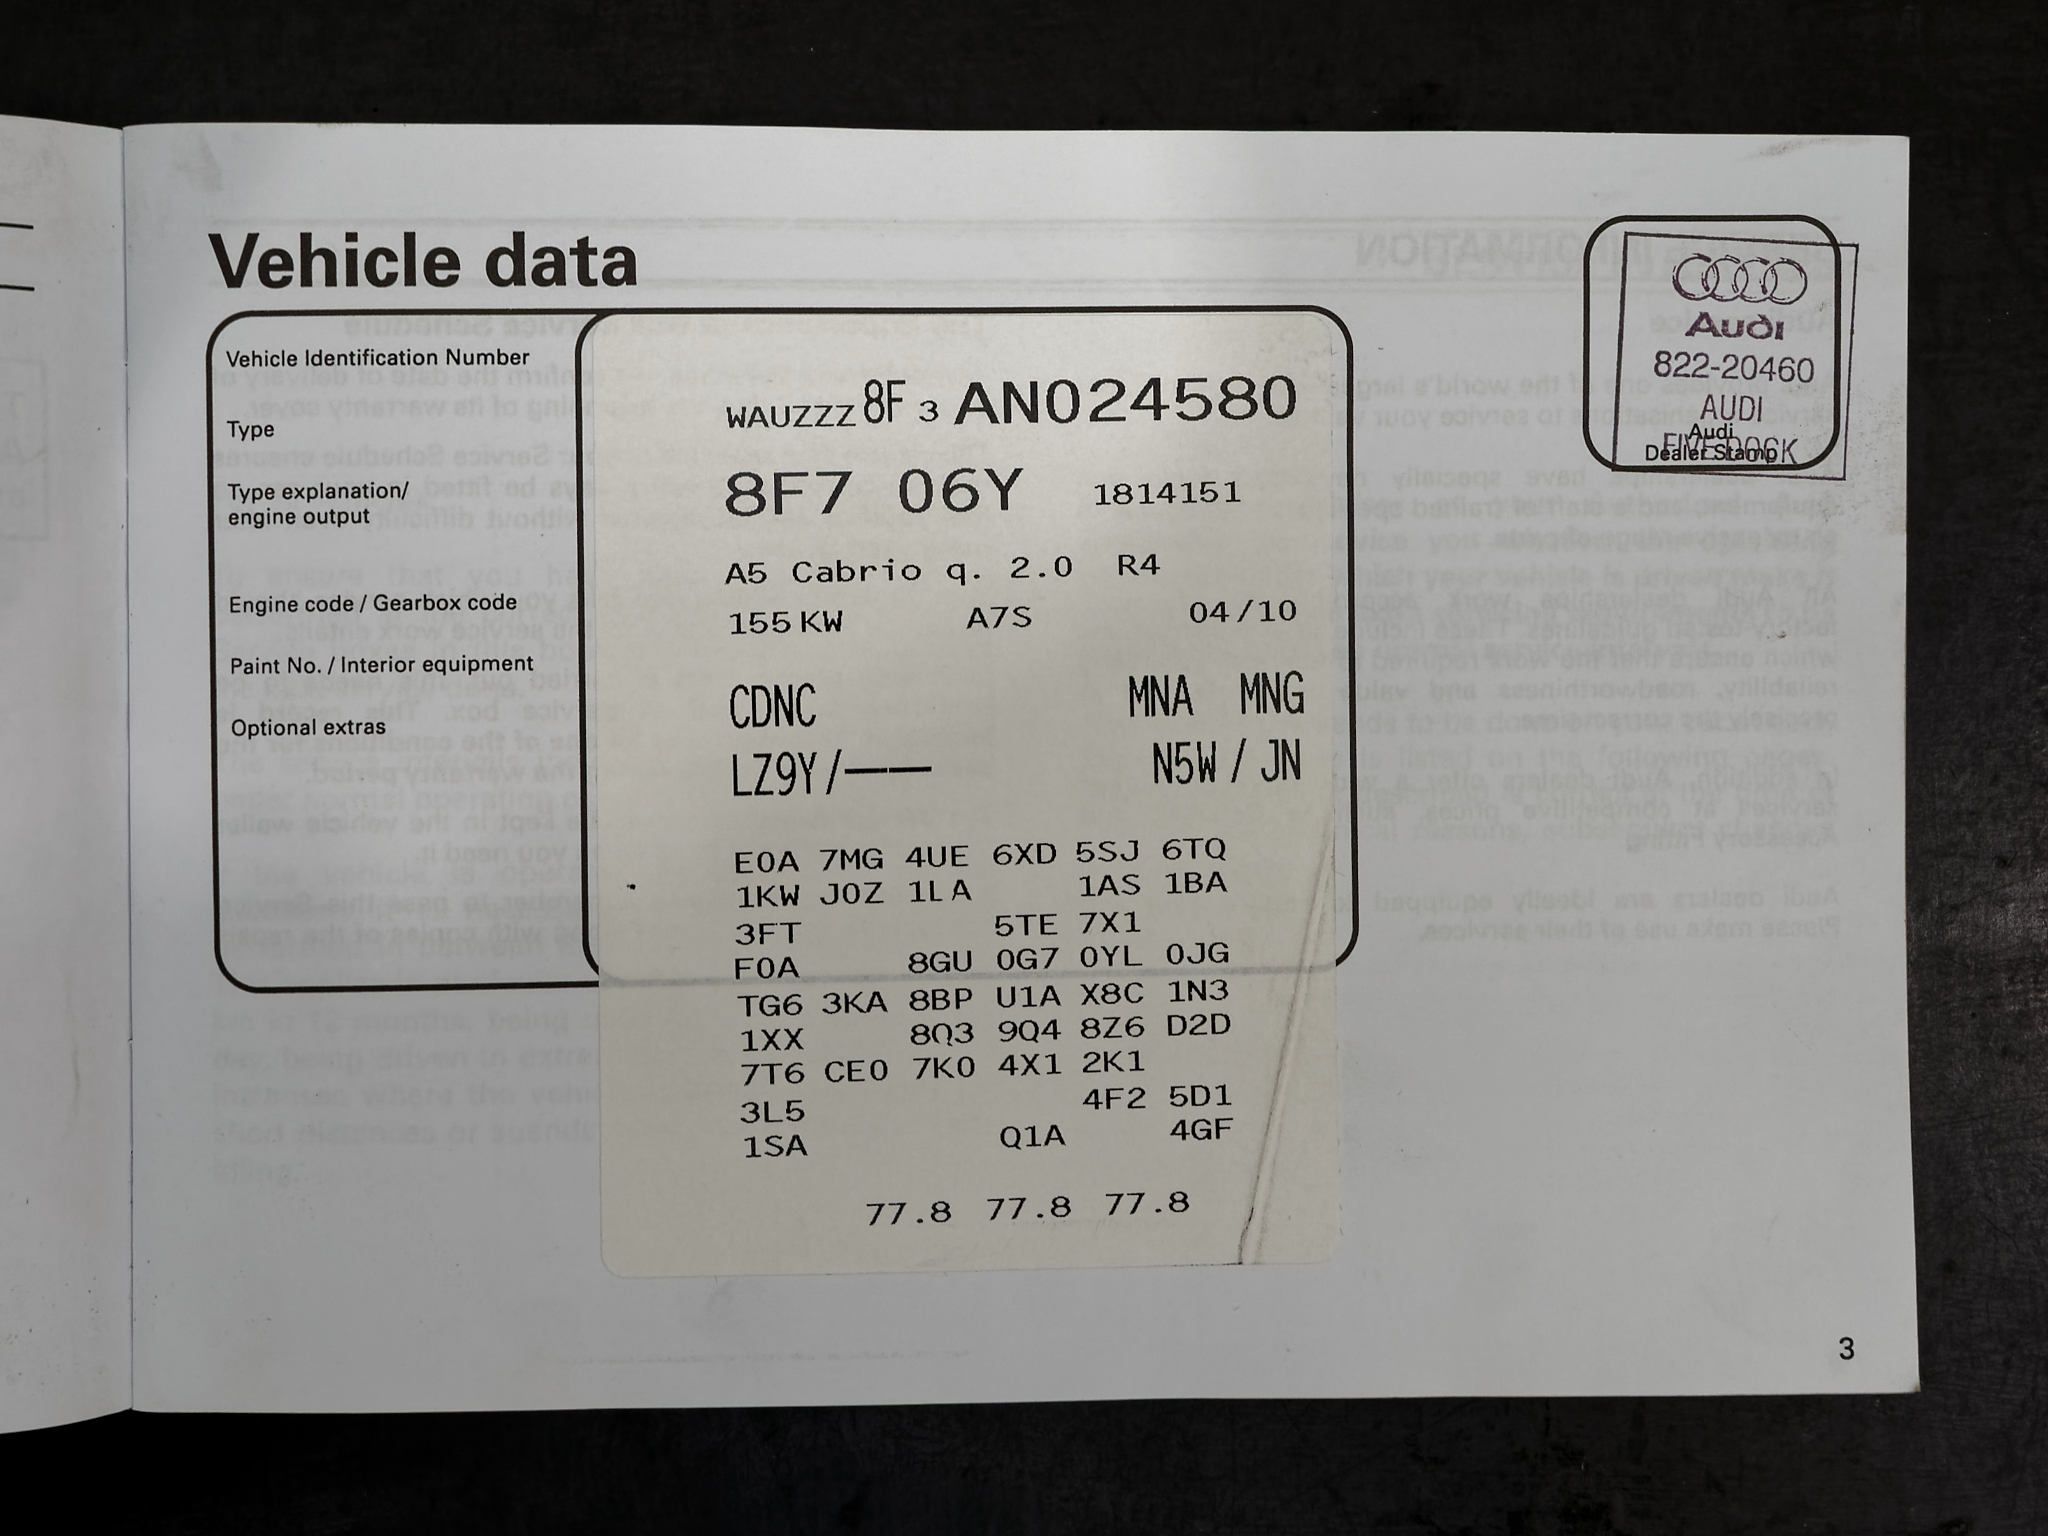 Vehicle data
Vehicle Identification Number
Type
Type explanation/
engine output
Engine code / Gearbox code
Paint No. / Interior equipment
Optional extras
WAUZZZ 8F 3 AN024580
8F7 06Y 1814151
A5 Cabrio q. 2.0 R4
155 KW A7S 04/10
CDNC MNA MNG
LZ9Y/–– N5W / JN
E0A 7MG 4UE 6XD 5SJ 6TQ
1KW J0Z 1LA 1AS 1BA
3FT 5TE 7X1
F0A 8GU 0G7 0YL 0JG
TG6 3KA 8BP U1A X8C 1N3
1XX 8Q3 9Q4 8Z6 D2D
7T6 CE0 7K0 4X1 2K1
3L5 4F2 5D1
1SA Q1A 4GF
77.8 77.8 77.8
Audi
822-20460
AUDI
FIVE DOCK
Audi
Dealer Stamp
3